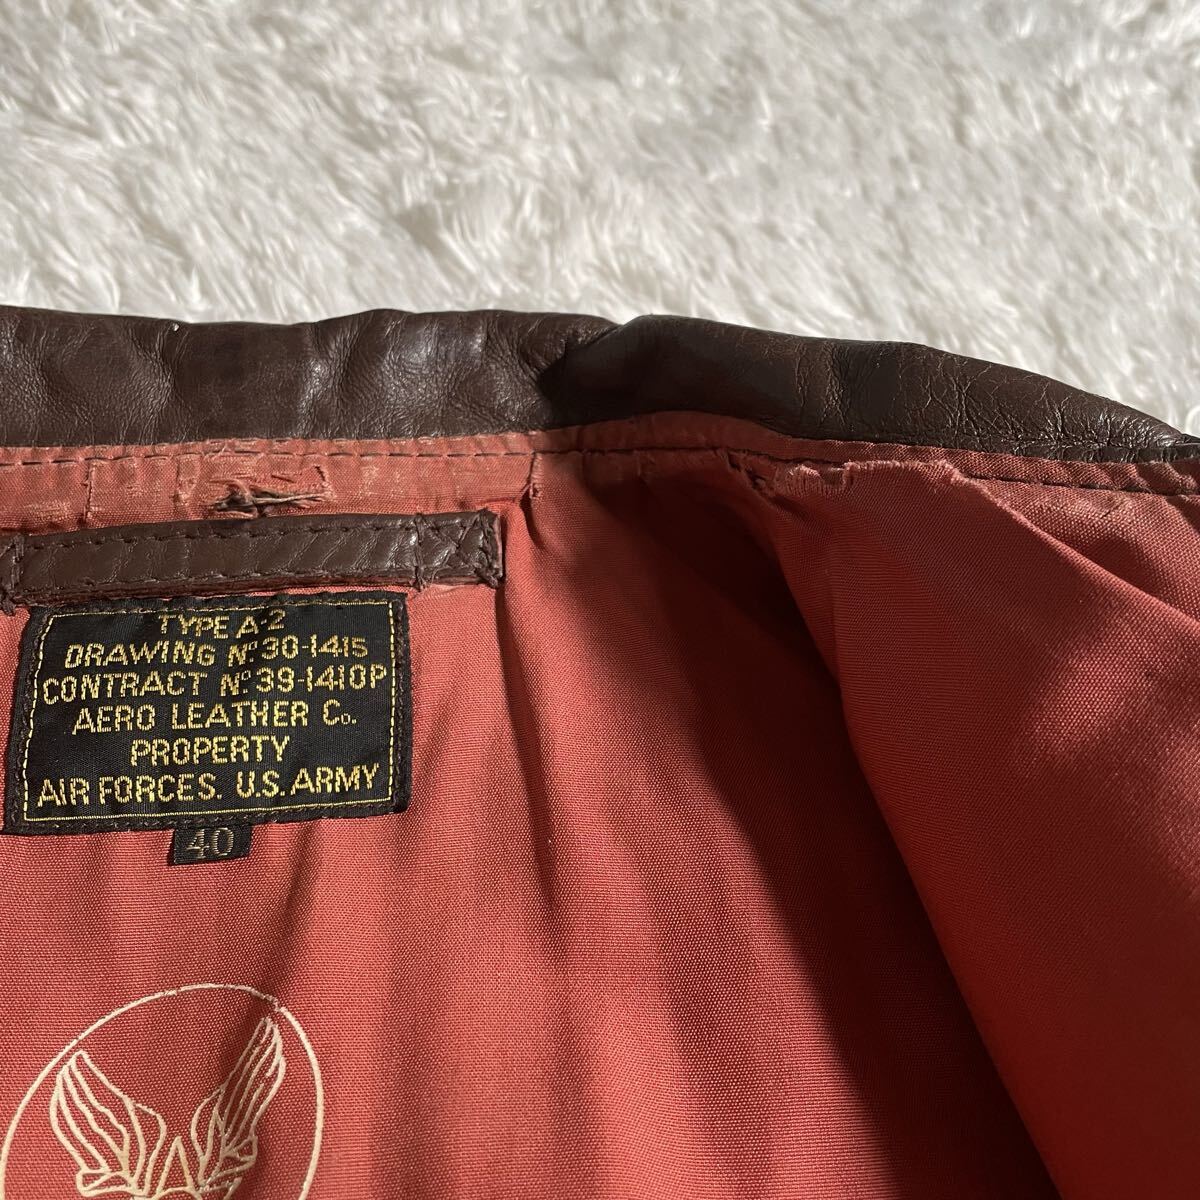 TYPE A-2
DRAWING Nº 30-1415
CONTRACT Nº 39-1410P
AERO LEATHER Co.
PROPERTY
AIR FORCES. U.S. ARMY
40